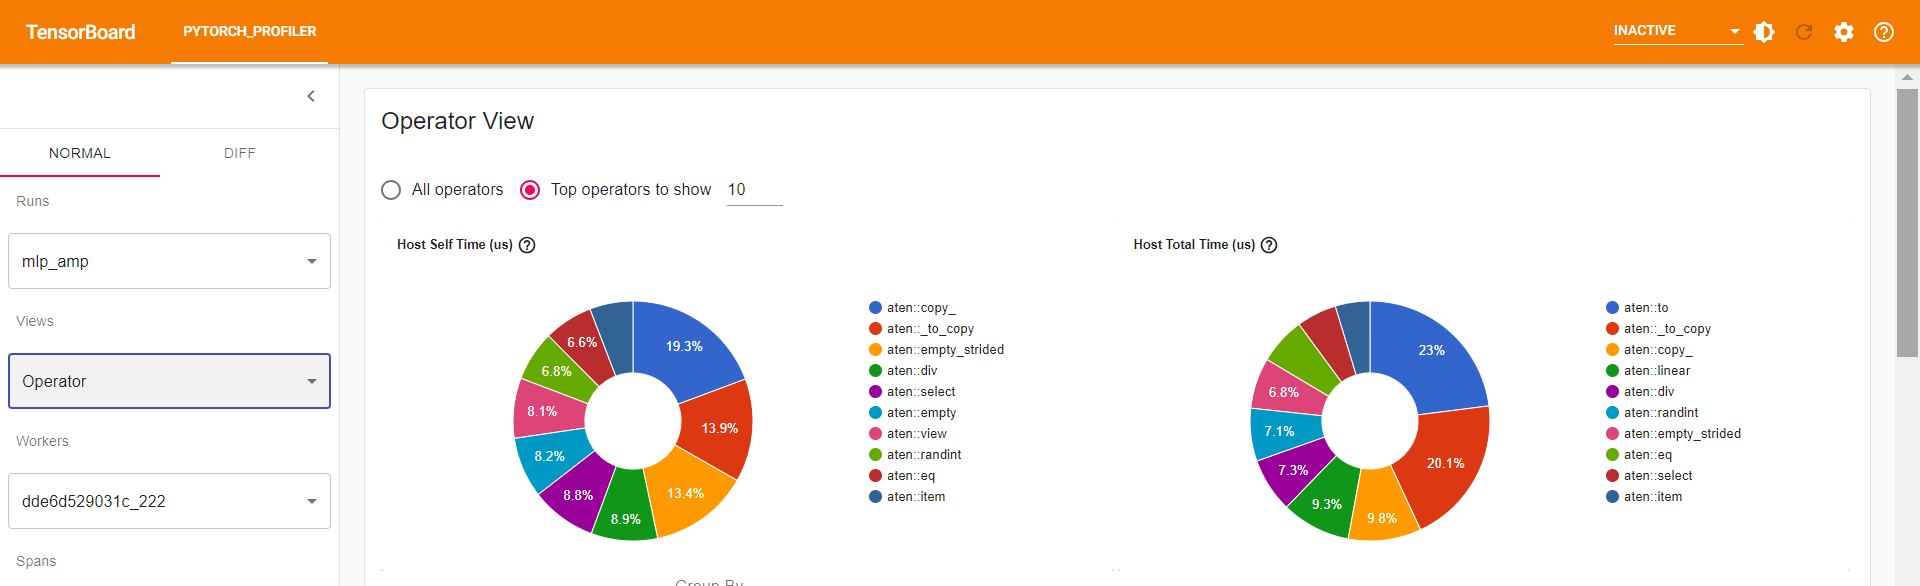 TensorBoard
PYTORCH_PROFILER
INACTIVE
NORMAL
DIFF
Runs
mlp_amp
Views
Operator
Workers
dde6d529031c_222
Spans
Operator View
All operators
Top operators to show
10
Host Self Time (us)
19.3%
13.9%
13.4%
8.9%
8.8%
8.2%
8.1%
6.8%
6.6%
aten::copy_
aten::_to_copy
aten::empty_strided
aten::div
aten::select
aten::empty
aten::view
aten::randint
aten::eq
aten::item
Host Total Time (us)
23%
20.1%
9.8%
9.3%
7.3%
7.1%
6.8%
aten::to
aten::_to_copy
aten::copy_
aten::linear
aten::div
aten::randint
aten::empty_strided
aten::eq
aten::select
aten::item
Group By